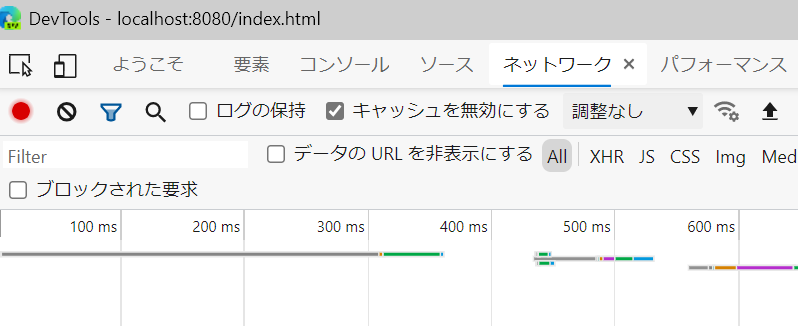 DevTools - localhost:8080/index.html
ようこそ 要素 コンソール ソース ネットワーク × パフォーマンス
ログの保持 キャッシュを無効にする 調整なし ▼
Filter データの URL を非表示にする All XHR JS CSS Img Med
ブロックされた要求
100 ms 200 ms 300 ms 400 ms 500 ms 600 ms